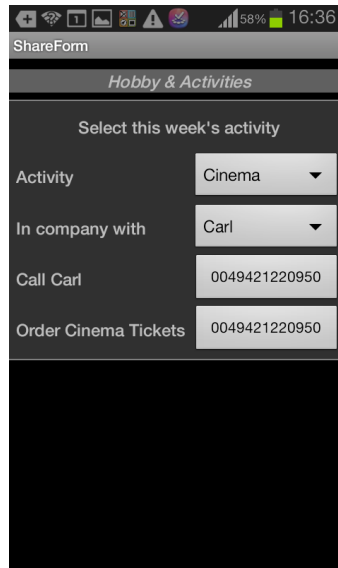 1 58% 16:36
ShareForm
Hobby & Activities
Select this week's activity
Activity Cinema
In company with Carl
Call Carl 0049421220950
Order Cinema Tickets 0049421220950